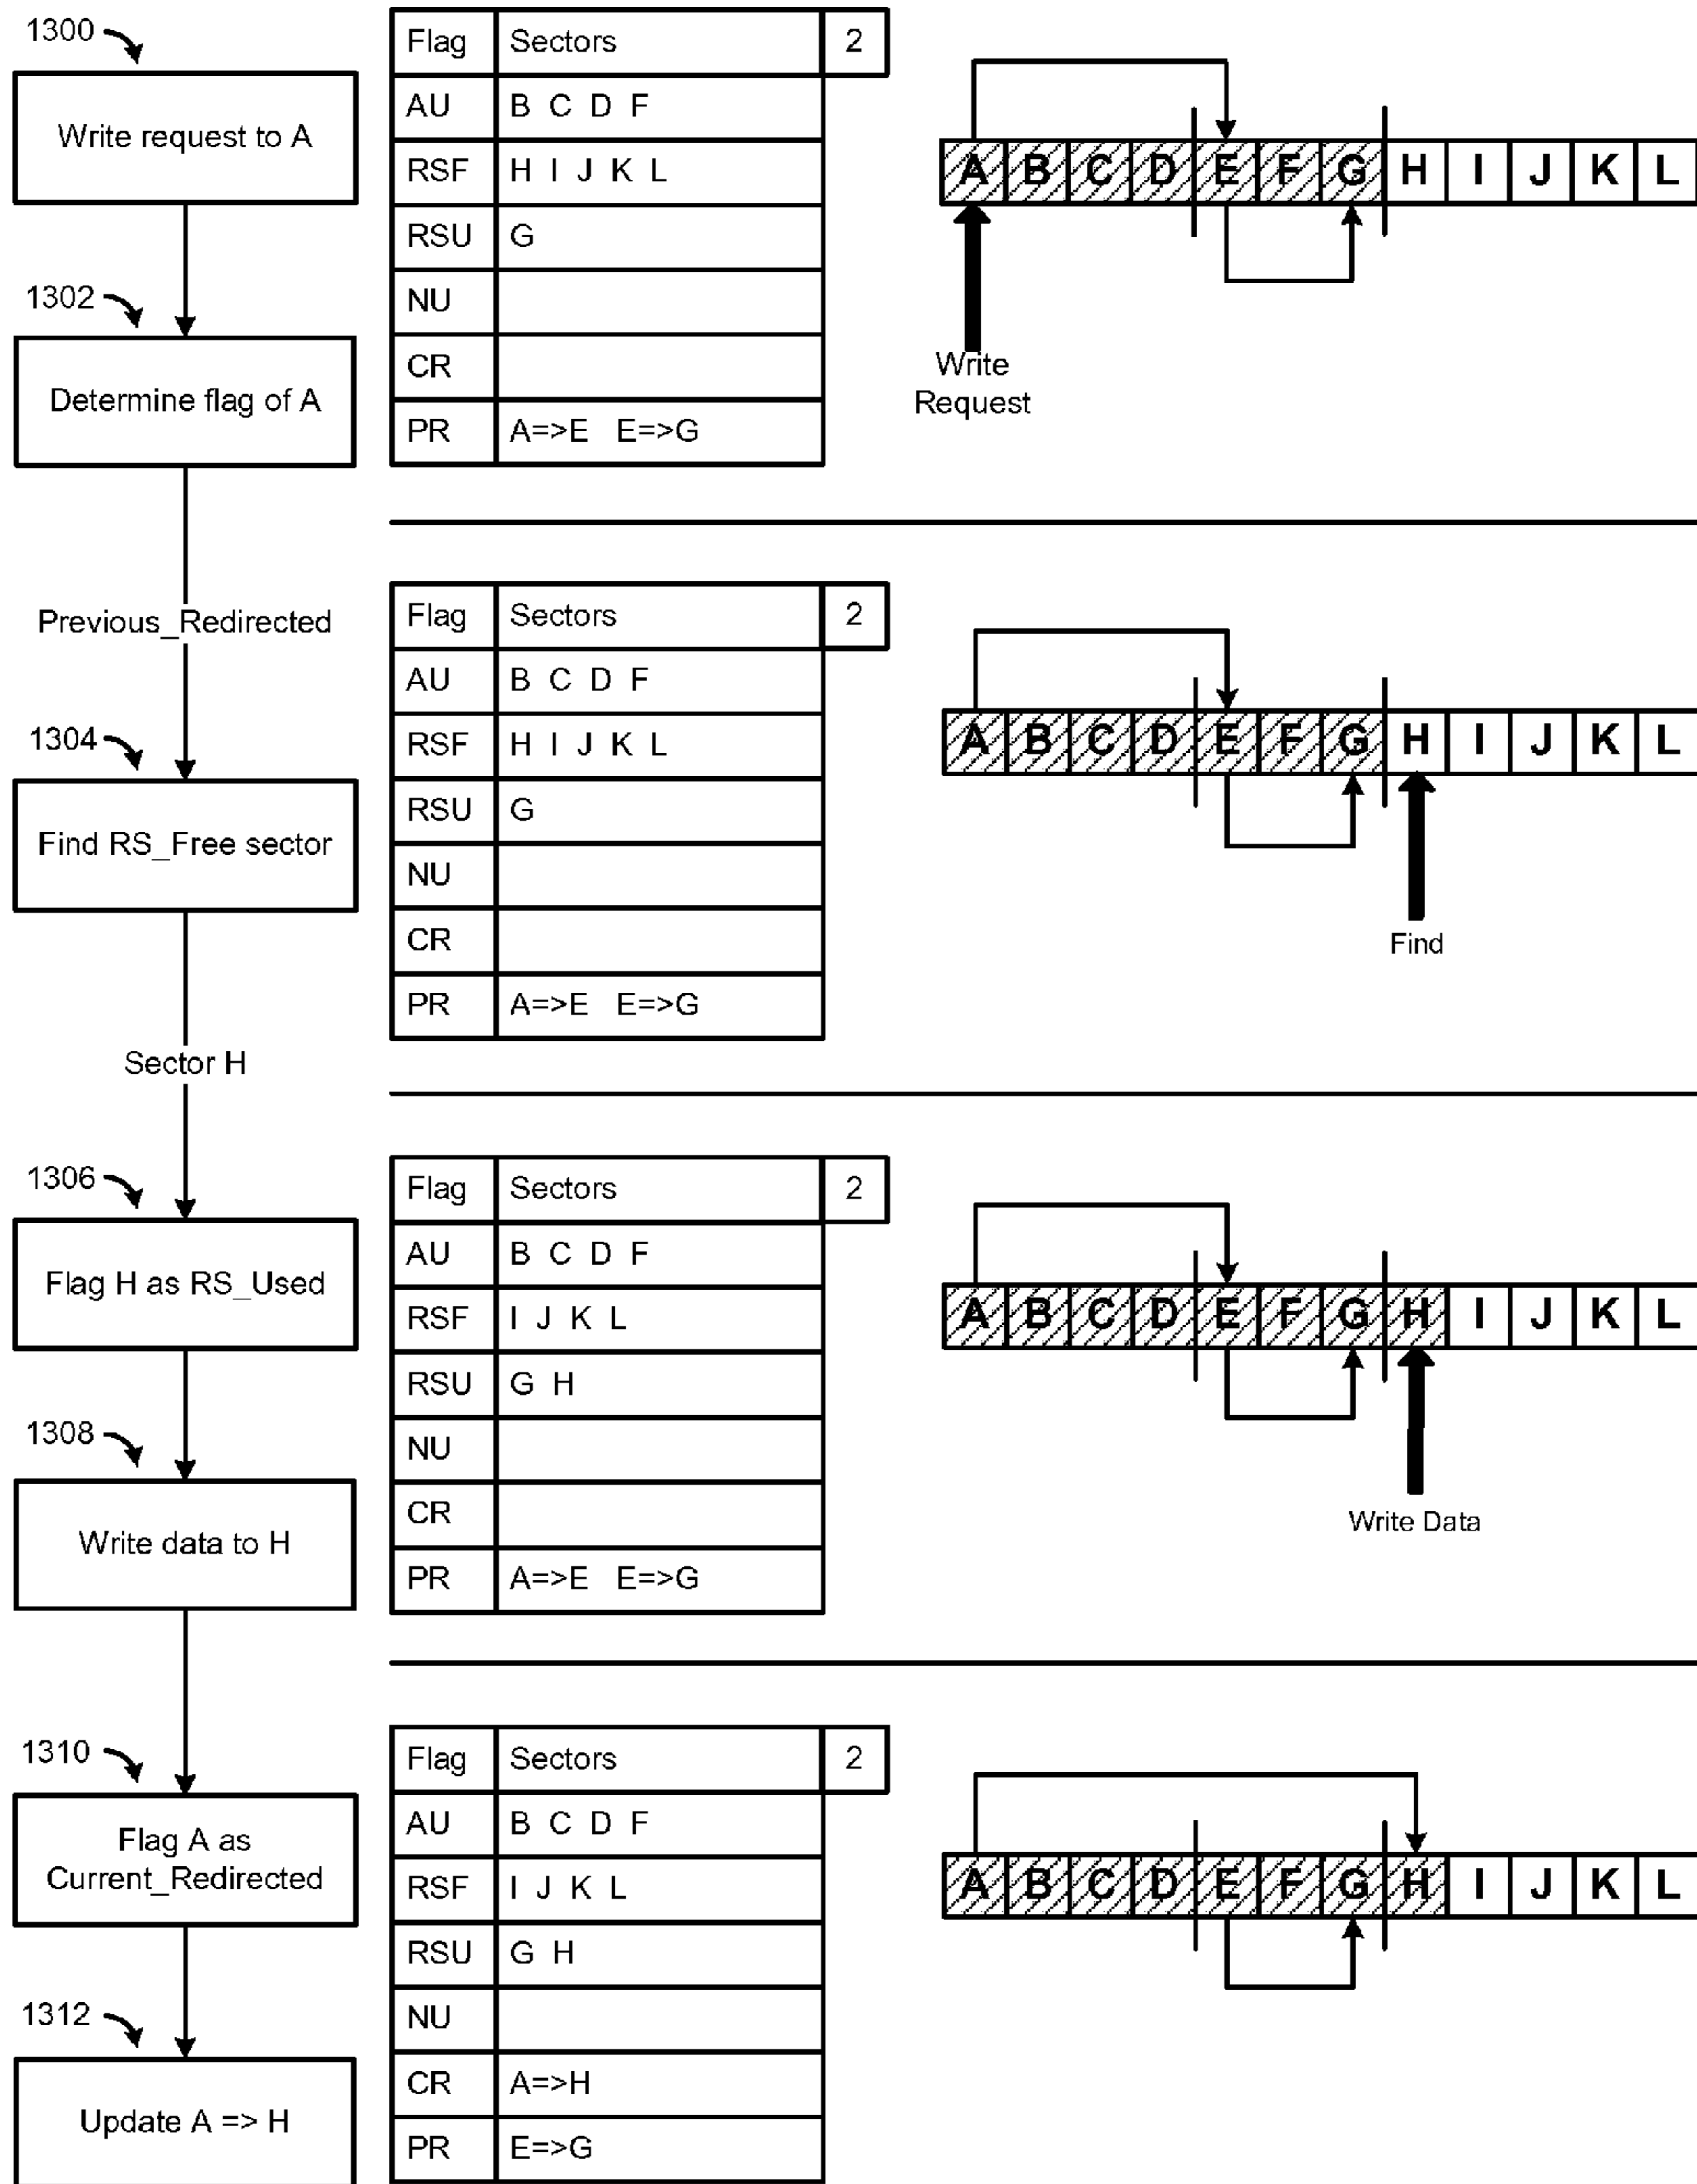 1300
Write request to A
1302
Determine flag of A
Previous_Redirected
1304
Find RS_Free sector
Sector H
1306
Flag H as RS_Used
1308
Write data to H
1310
Flag A as
Current_Redirected
1312
Update A => H
Flag Sectors 2
AU B C D F
RSF H I J K L
RSU G
NU
CR
PR A=>E E=>G
A B C D E F G H I J K L
Write
Request
Flag Sectors 2
AU B C D F
RSF H I J K L
RSU G
NU
CR
PR A=>E E=>G
A B C D E F G H I J K L
Find
Flag Sectors 2
AU B C D F
RSF I J K L
RSU G H
NU
CR
PR A=>E E=>G
A B C D E F G H I J K L
Write Data
Flag Sectors 2
AU B C D F
RSF I J K L
RSU G H
NU
CR A=>H
PR E=>G
A B C D E F G H I J K L